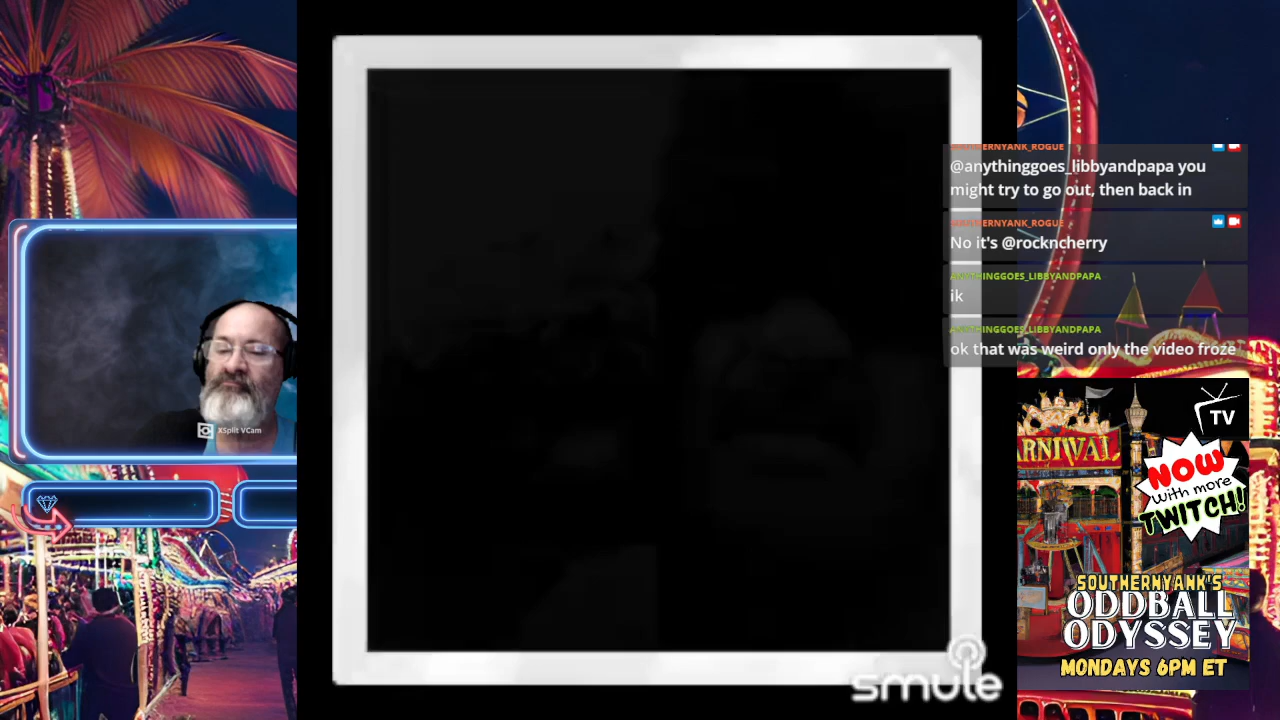 @anythinggoes_libbyandpapa you
might try to go out, then back in
SOUTHERNYANK_ROGUE
No it's @rockncherry
ANYTHINGGOES_LIBBYANDPAPA
ik
ANYTHINGGOES_LIBBYANDPAPA
ok that was weird only the video froze
XSplit VCam
TV
ARNIVAL
NOW
with more
TWITCH!
SOUTHERNYANK'S
ODDBALL
ODYSSEY
MONDAYS 6PM ET
smule